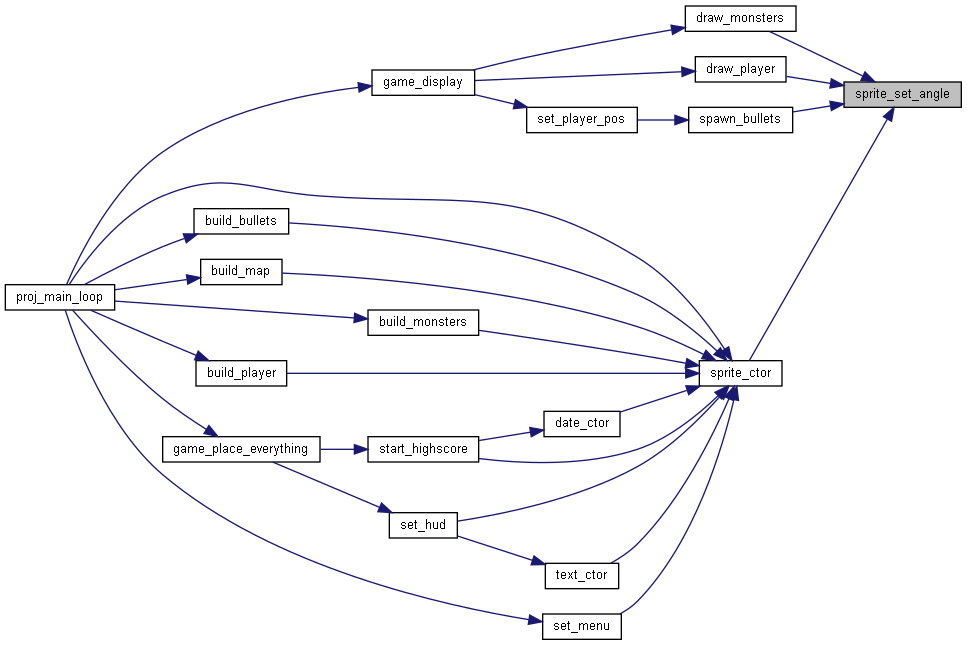 draw_monsters
draw_player
game_display
sprite_set_angle
set_player_pos
spawn_bullets
build_bullets
build_map
proj_main_loop
build_monsters
build_player
sprite_ctor
date_ctor
game_place_everything
start_highscore
set_hud
text_ctor
set_menu